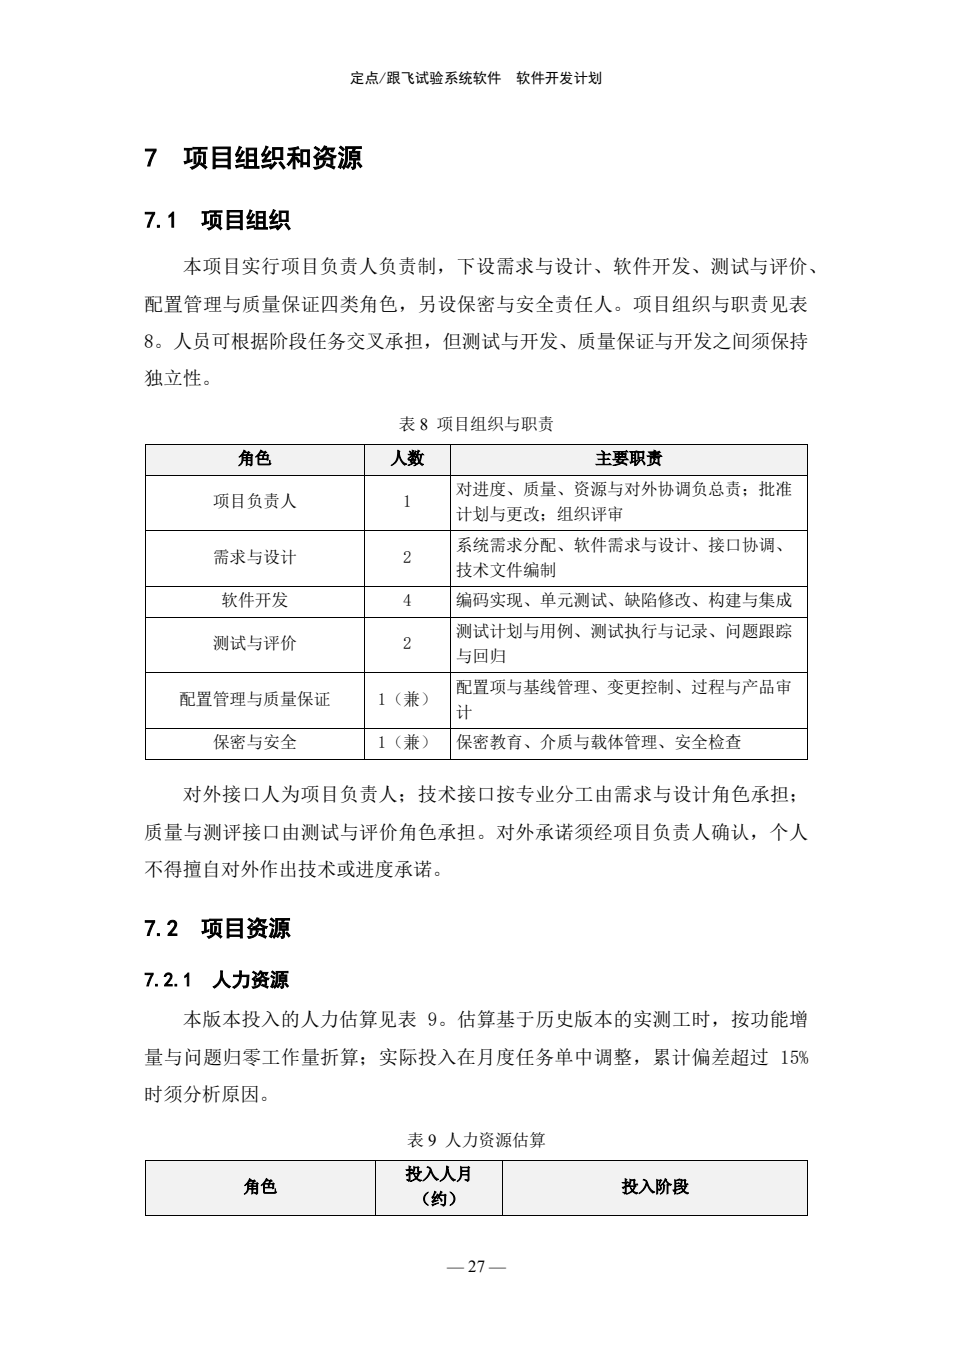 定点/跟飞试验系统软件　软件开发计划
7　项目组织和资源
7.1　项目组织
本项目实行项目负责人负责制，下设需求与设计、软件开发、测试与评价、
配置管理与质量保证四类角色，另设保密与安全责任人。项目组织与职责见表
8。人员可根据阶段任务交叉承担，但测试与开发、质量保证与开发之间须保持
独立性。
表 8 项目组织与职责
角色　人数　主要职责
项目负责人　1　对进度、质量、资源与对外协调负总责；批准
计划与更改；组织评审
需求与设计　2　系统需求分配、软件需求与设计、接口协调、
技术文件编制
软件开发　4　编码实现、单元测试、缺陷修改、构建与集成
测试与评价　2　测试计划与用例、测试执行与记录、问题跟踪
与回归
配置管理与质量保证　1（兼）　配置项与基线管理、变更控制、过程与产品审
计
保密与安全　1（兼）　保密教育、介质与载体管理、安全检查
对外接口人为项目负责人；技术接口按专业分工由需求与设计角色承担；
质量与测评接口由测试与评价角色承担。对外承诺须经项目负责人确认，个人
不得擅自对外作出技术或进度承诺。
7.2　项目资源
7.2.1　人力资源
本版本投入的人力估算见表 9。估算基于历史版本的实测工时，按功能增
量与问题归零工作量折算；实际投入在月度任务单中调整，累计偏差超过 15%
时须分析原因。
表 9 人力资源估算
角色　投入人月
（约）　投入阶段
— 27 —